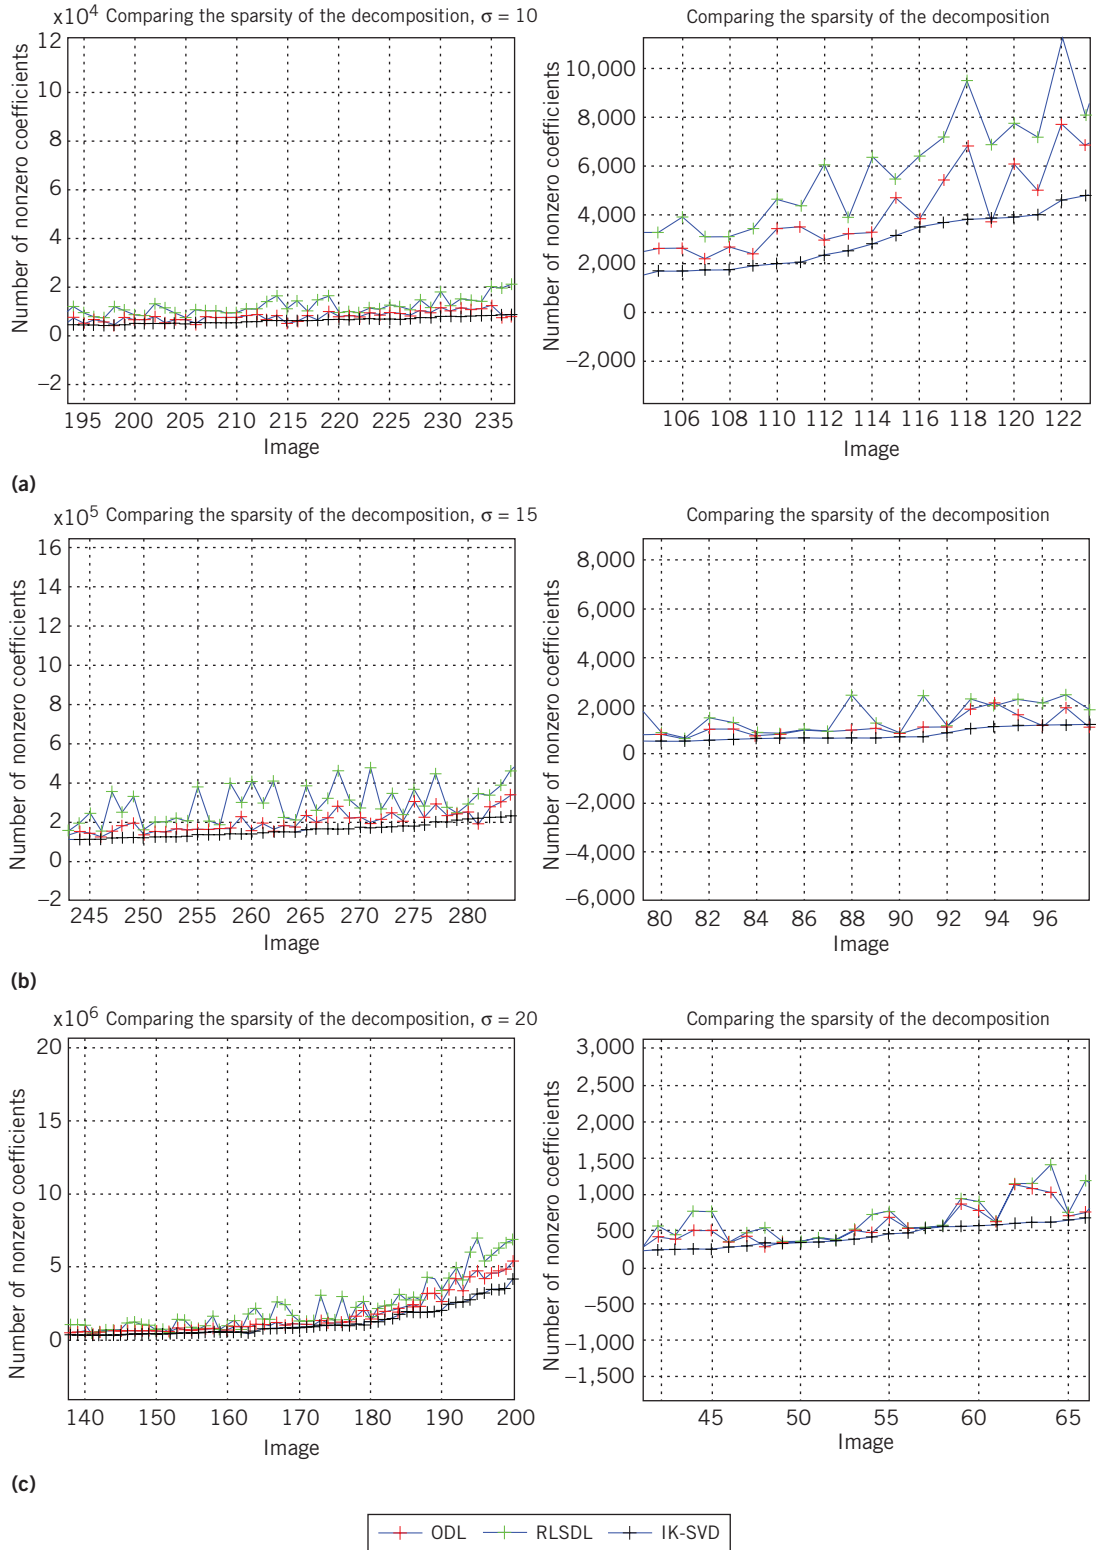 x10⁴ Comparing the sparsity of the decomposition, σ = 10
12
10
8
6
4
2
0
–2
Number of nonzero coefficients
195 200 205 210 215 220 225 230 235
Image
Comparing the sparsity of the decomposition
10,000
8,000
6,000
4,000
2,000
0
–2,000
Number of nonzero coefficients
106 108 110 112 114 116 118 120 122
Image
(a)
x10⁵ Comparing the sparsity of the decomposition, σ = 15
16
14
12
10
8
6
4
2
0
–2
Number of nonzero coefficients
245 250 255 260 265 270 275 280
Image
Comparing the sparsity of the decomposition
8,000
6,000
4,000
2,000
0
–2,000
–4,000
–6,000
Number of nonzero coefficients
80 82 84 86 88 90 92 94 96
Image
(b)
x10⁶ Comparing the sparsity of the decomposition, σ = 20
20
15
10
5
0
Number of nonzero coefficients
140 150 160 170 180 190 200
Image
Comparing the sparsity of the decomposition
3,000
2,500
2,000
1,500
1,000
500
0
–500
–1,000
–1,500
Number of nonzero coefficients
45 50 55 60 65
Image
(c)
ODL RLSDL IK-SVD